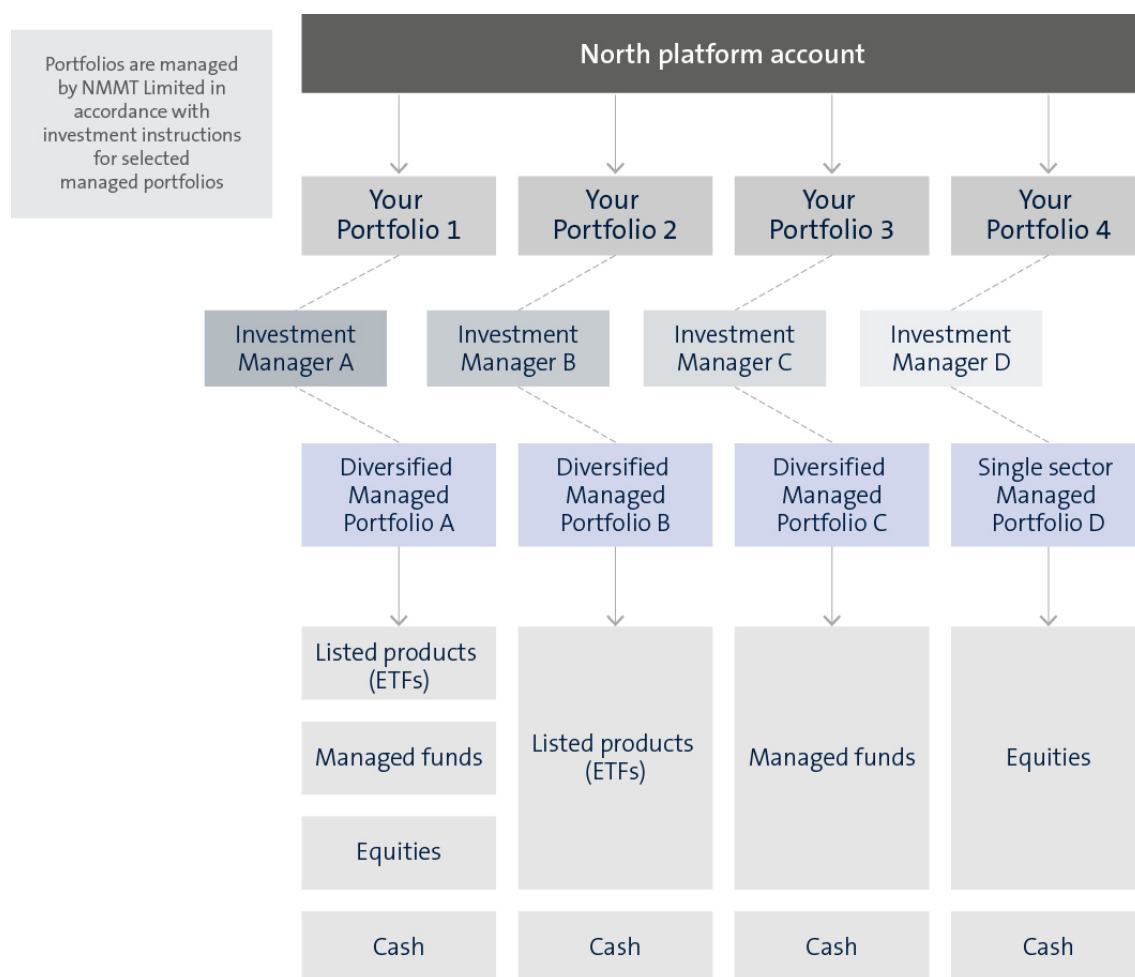 North platform account
Portfolios are managed
by NMMT Limited in
accordance with
investment instructions
for selected
managed portfolios
Your
Portfolio 1
Your
Portfolio 2
Your
Portfolio 3
Your
Portfolio 4
Investment
Manager A
Investment
Manager B
Investment
Manager C
Investment
Manager D
Diversified
Managed
Portfolio A
Diversified
Managed
Portfolio B
Diversified
Managed
Portfolio C
Single sector
Managed
Portfolio D
Listed products
(ETFs)
Managed funds
Equities
Listed products
(ETFs)
Managed funds
Equities
Cash
Cash
Cash
Cash